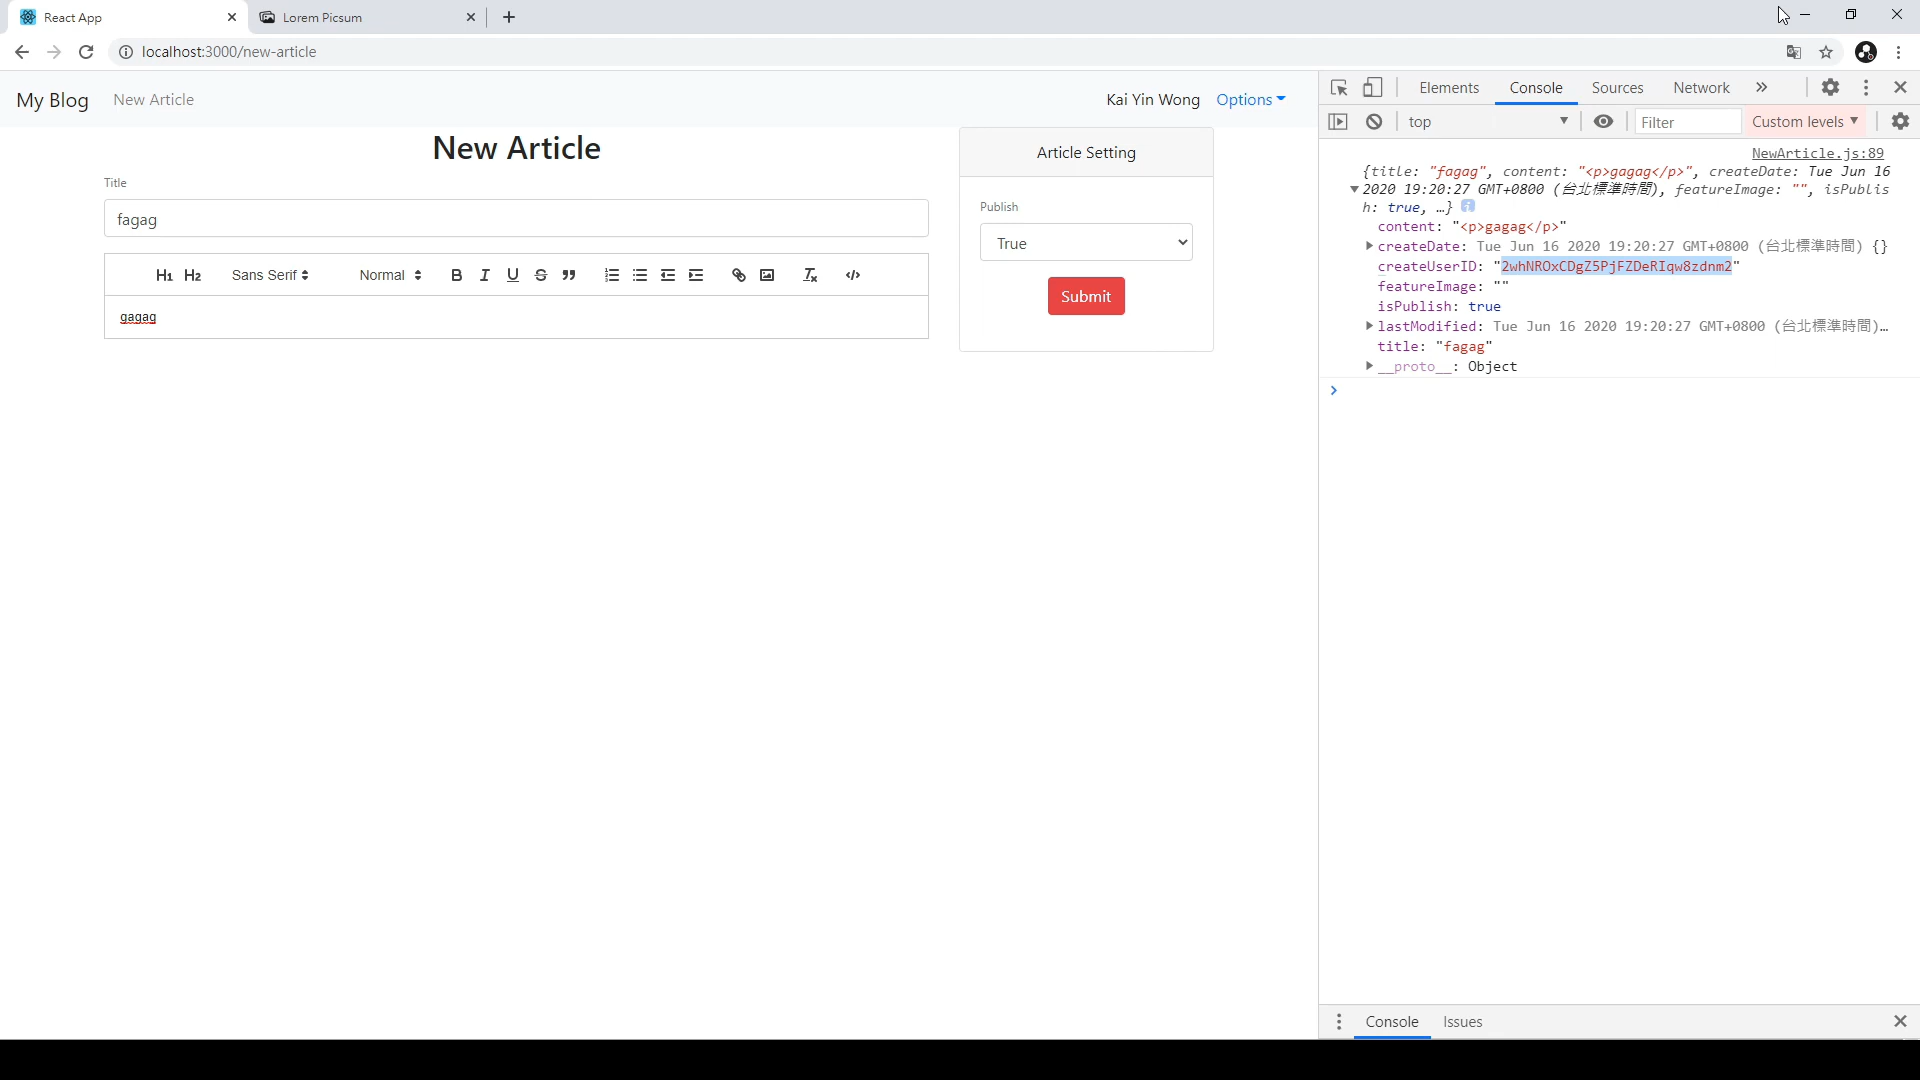 React App
Lorem Picsum
localhost:3000/new-article
My Blog New Article Kai Yin Wong Options
New Article
Title
fagag
H1 H2 Sans Serif Normal B I U S
gagag
Article Setting
Publish
True
Submit
Elements Console Sources Network
top Filter Custom levels
NewArticle.js:89
{title: "fagag", content: "<p>gagag</p>", createDate: Tue Jun 16
2020 19:20:27 GMT+0800 (台北標準時間), featureImage: "", isPublis
h: true, …}
content: "<p>gagag</p>"
createDate: Tue Jun 16 2020 19:20:27 GMT+0800 (台北標準時間) {}
createUserID: "2whNROxCDgZ5PjFZDeRIqw8zdnm2"
featureImage: ""
isPublish: true
lastModified: Tue Jun 16 2020 19:20:27 GMT+0800 (台北標準時間)…
title: "fagag"
__proto__: Object
Console Issues